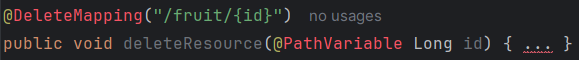 @DeleteMapping("/fruit/{id}") no usages
public void deleteResource(@PathVariable Long id) { ... }